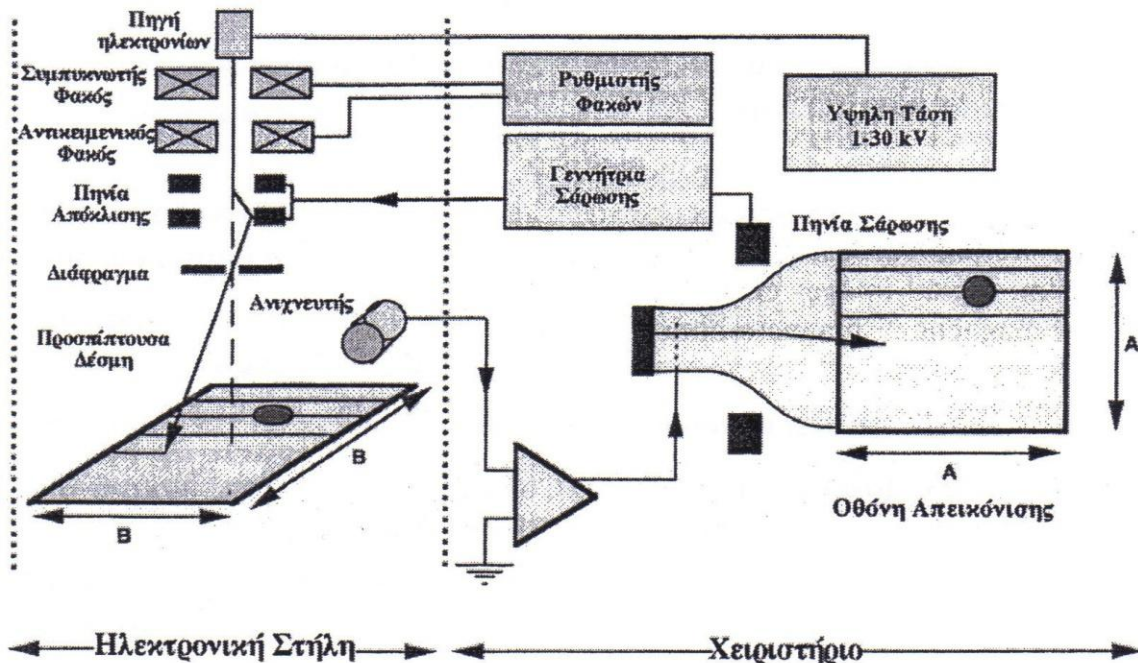 Πηγή
ηλεκτρονίων
Συμπυκνωτής
Φακός
Αντικειμενικός
Φακός
Πηνία
Απόκλισης
Διάφραγμα
Ανιχνευτής
Προσπίπτουσα
Δέσμη
B
B
Ρυθμιστής
Φακών
Υψηλη Τάση
1-30 kV
Γεννήτρια
Σάρωσης
Πηνία Σάρωσης
A
A
Οθόνη Απεικόνισης
Ηλεκτρονική Στήλη
Χειριστήριο